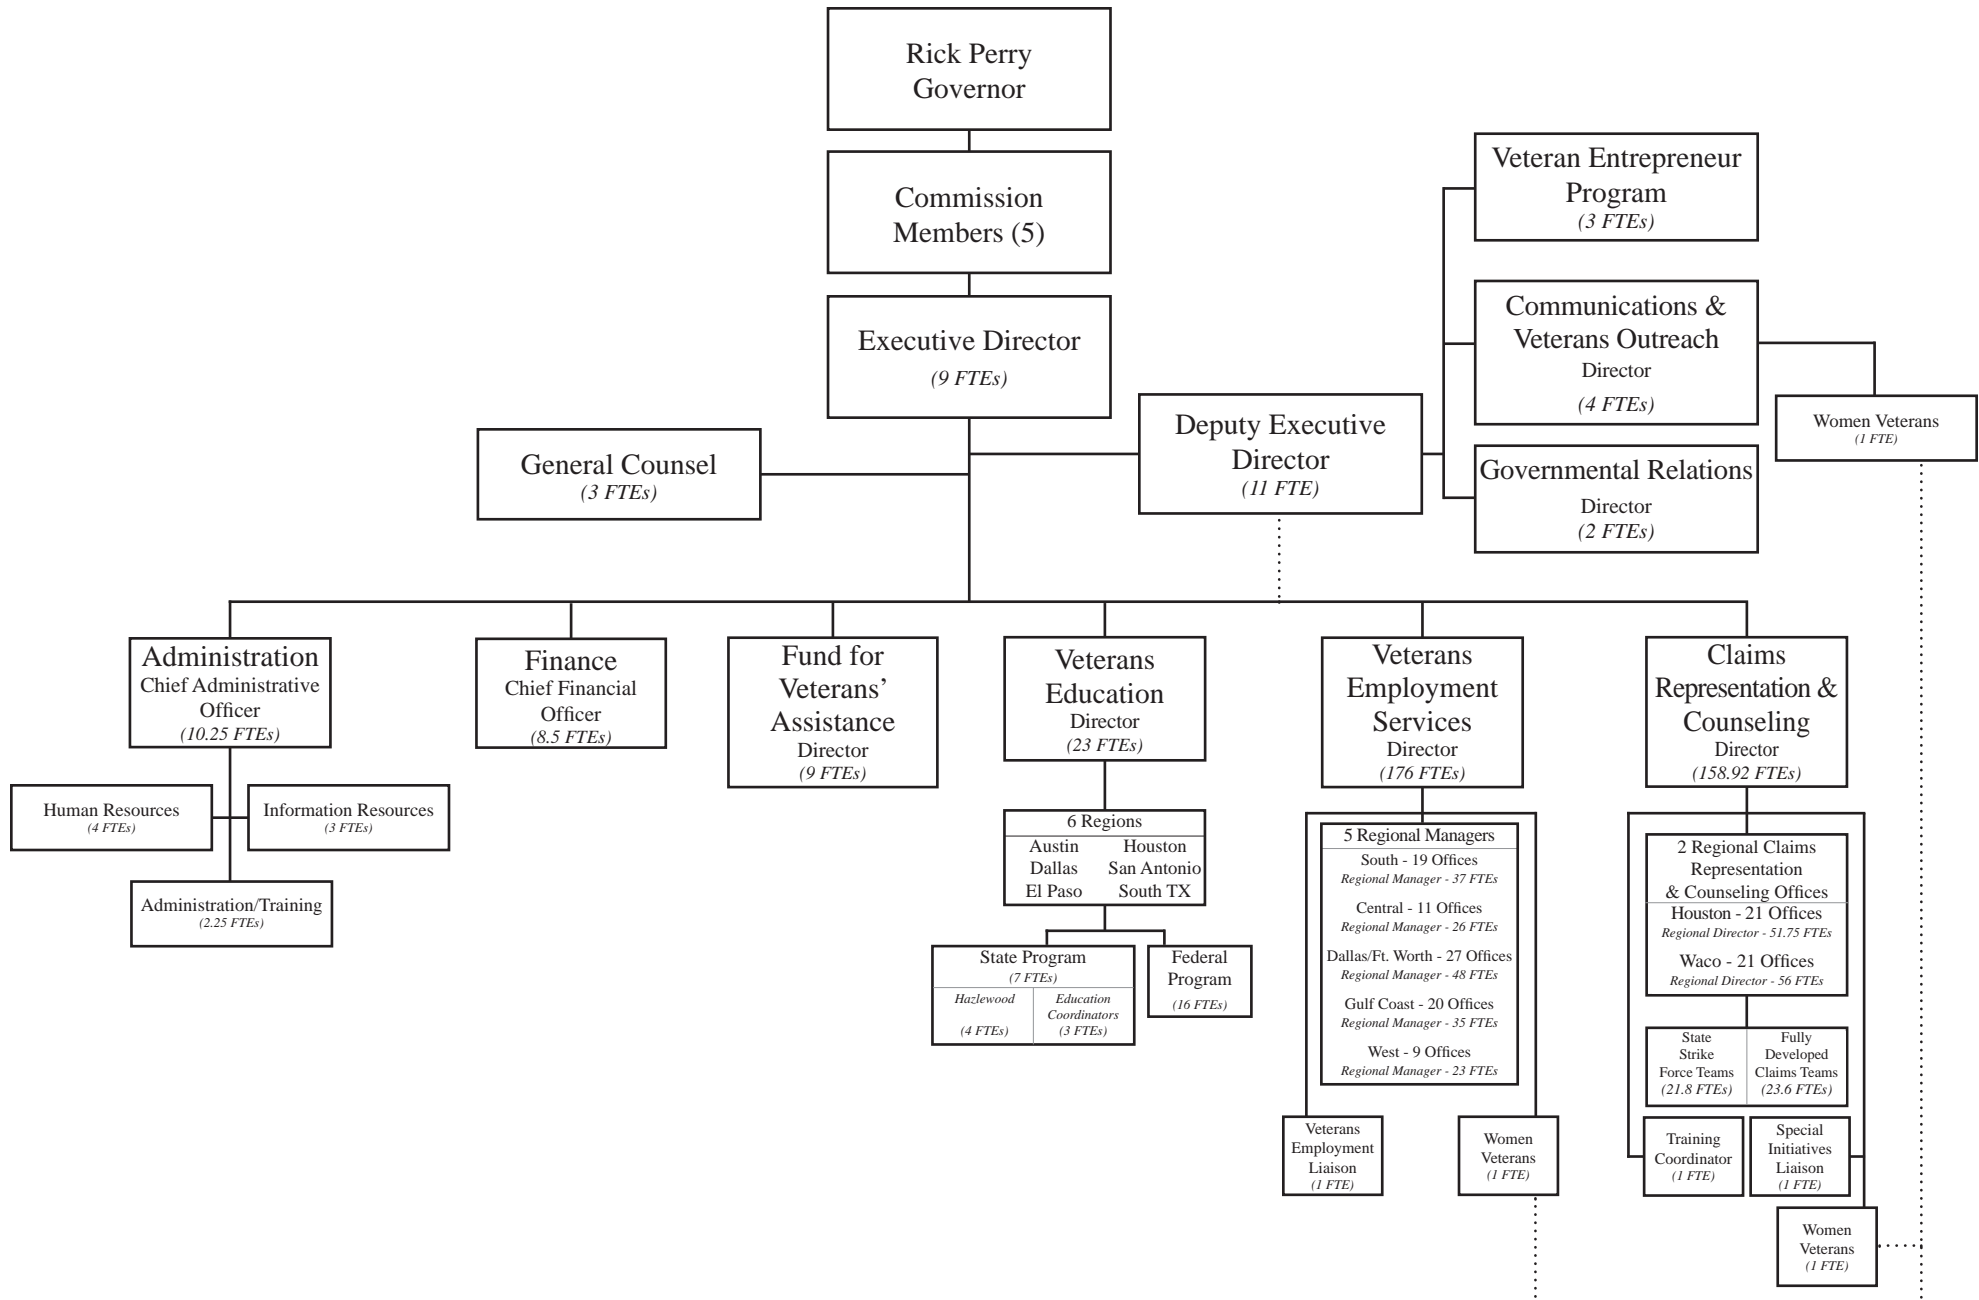 Rick Perry
Governor
Commission
Members (5)
Executive Director
(9 FTEs)
Veteran Entrepreneur
Program
(3 FTEs)
Communications &
Veterans Outreach
Director
(4 FTEs)
Women Veterans
(1 FTE)
Deputy Executive
Director
(11 FTE)
General Counsel
(3 FTEs)
Governmental Relations
Director
(2 FTEs)
Administration
Chief Administrative
Officer
(10.25 FTEs)
Finance
Chief Financial
Officer
(8.5 FTEs)
Fund for
Veterans’
Assistance
Director
(9 FTEs)
Veterans
Education
Director
(23 FTEs)
Veterans
Employment
Services
Director
(176 FTEs)
Claims
Representation &
Counseling
Director
(158.92 FTEs)
Human Resources
(4 FTEs)
Information Resources
(3 FTEs)
Administration/Training
(2.25 FTEs)
6 Regions
Austin Houston
Dallas San Antonio
El Paso South TX
State Program
(7 FTEs)
Hazlewood
(4 FTEs)
Education
Coordinators
(3 FTEs)
Federal
Program
(16 FTEs)
5 Regional Managers
South - 19 Offices
Regional Manager - 37 FTEs
Central - 11 Offices
Regional Manager - 26 FTEs
Dallas/Ft. Worth - 27 Offices
Regional Manager - 48 FTEs
Gulf Coast - 20 Offices
Regional Manager - 35 FTEs
West - 9 Offices
Regional Manager - 23 FTEs
Veterans
Employment
Liaison
(1 FTE)
Women
Veterans
(1 FTE)
2 Regional Claims
Representation
& Counseling Offices
Houston - 21 Offices
Regional Director - 51.75 FTEs
Waco - 21 Offices
Regional Director - 56 FTEs
State
Strike
Force Teams
(21.8 FTEs)
Fully
Developed
Claims Teams
(23.6 FTEs)
Training
Coordinator
(1 FTE)
Special
Initiatives
Liaison
(1 FTE)
Women
Veterans
(1 FTE)